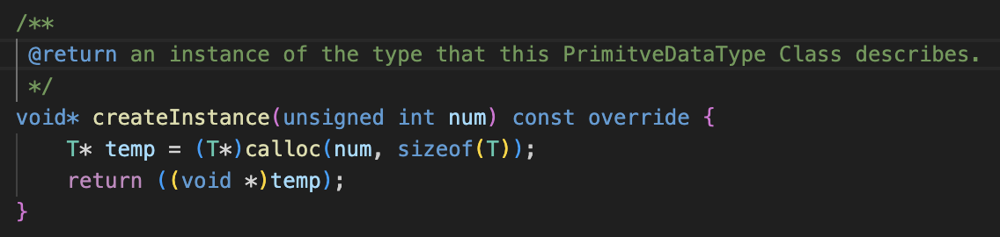 /**
@return an instance of the type that this PrimitveDataType Class describes.
*/
void* createInstance(unsigned int num) const override {
T* temp = (T*)calloc(num, sizeof(T));
return ((void *)temp);
}